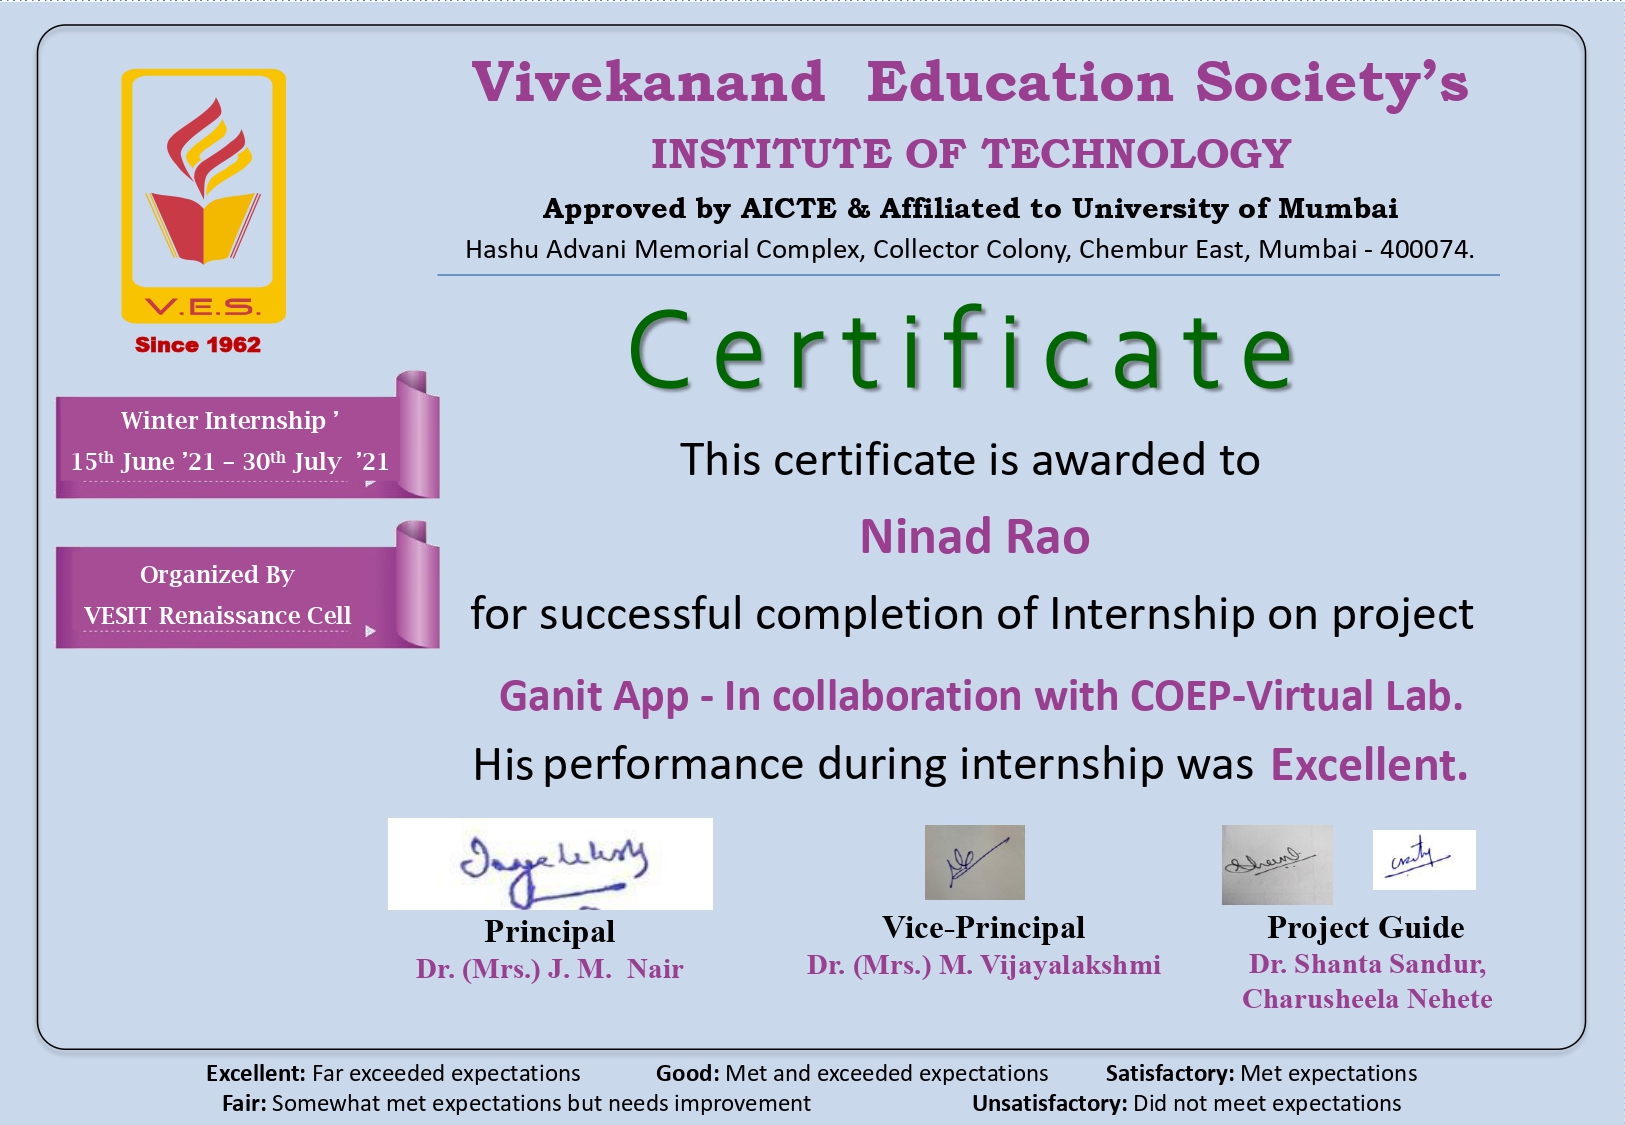 Vivekanand Education Society’s
INSTITUTE OF TECHNOLOGY
Approved by AICTE & Affiliated to University of Mumbai
Hashu Advani Memorial Complex, Collector Colony, Chembur East, Mumbai - 400074.
V.E.S.
Since 1962
Certificate
Winter Internship ’
15th June ’21 – 30th July ’21
Organized By
VESIT Renaissance Cell
This certificate is awarded to
Ninad Rao
for successful completion of Internship on project
Ganit App - In collaboration with COEP-Virtual Lab.
His performance during internship was Excellent.
Principal
Dr. (Mrs.) J. M. Nair
Vice-Principal
Dr. (Mrs.) M. Vijayalakshmi
Project Guide
Dr. Shanta Sandur,
Charusheela Nehete
Excellent: Far exceeded expectations Good: Met and exceeded expectations Satisfactory: Met expectations
Fair: Somewhat met expectations but needs improvement Unsatisfactory: Did not meet expectations